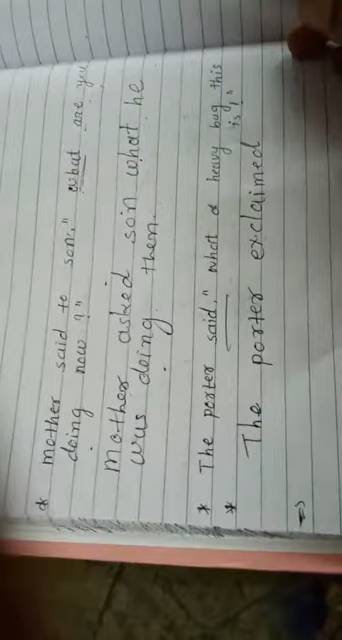 * mother said to son," what are you
doing now ?"
Mother asked son what he
was doing then.
* The porter said," what a heavy bag this
is!"
* The porter exclaimed
⇒